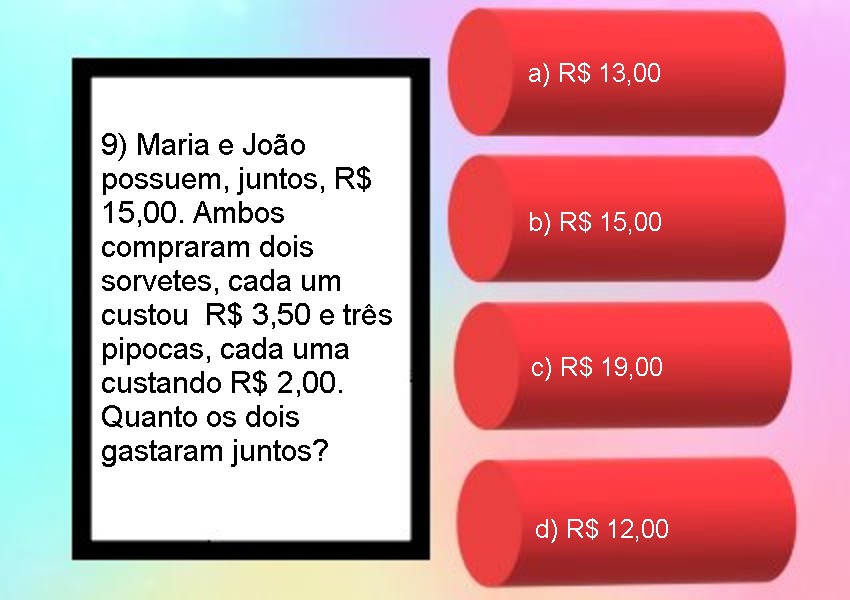 9) Maria e João
possuem, juntos, R$
15,00. Ambos
compraram dois
sorvetes, cada um
custou  R$ 3,50 e três
pipocas, cada uma
custando R$ 2,00.
Quanto os dois
gastaram juntos?
a) R$ 13,00
b) R$ 15,00
c) R$ 19,00
d) R$ 12,00